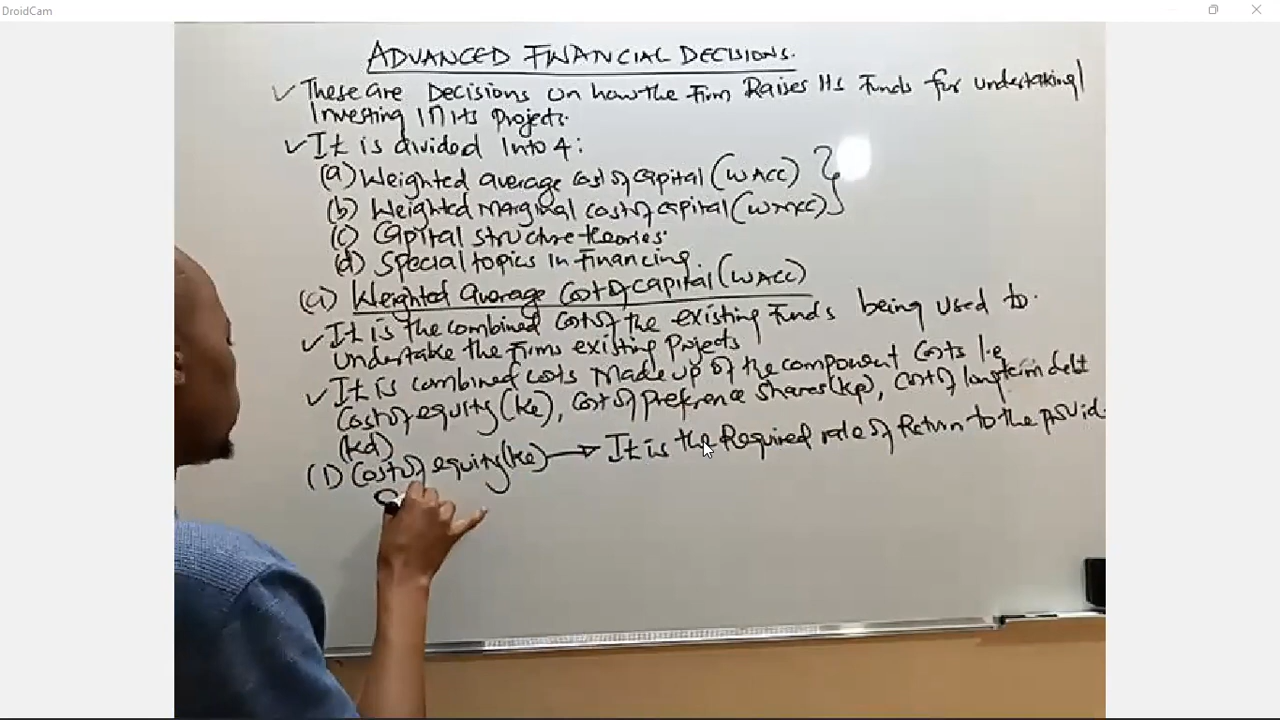 DroidCam
ADVANCED FINANCIAL DECISIONS.
✓ These are Decisions on how the Firm Raises Its Funds for undertaking/
Investing in its Projects.
✓ It is divided Into 4:
(a) Weighted average cost of capital (WACC)
(b) Weighted Marginal cost of capital (WMCC)
(c) Capital structure theories.
(d) Special topics in Financing.
(a) Weighted average Cost of capital (WACC)
✓ It is the combined costs of the existing Funds being used to
undertake the Firms existing Projects
✓ It is combined costs Made up of the component Costs I.e
Cost of equity (Ke), Cost of preference shares (Kp), Cost of longterm debt
(Kd)
(1) Cost of equity (Ke) → It is the Required rate of Return to the provid